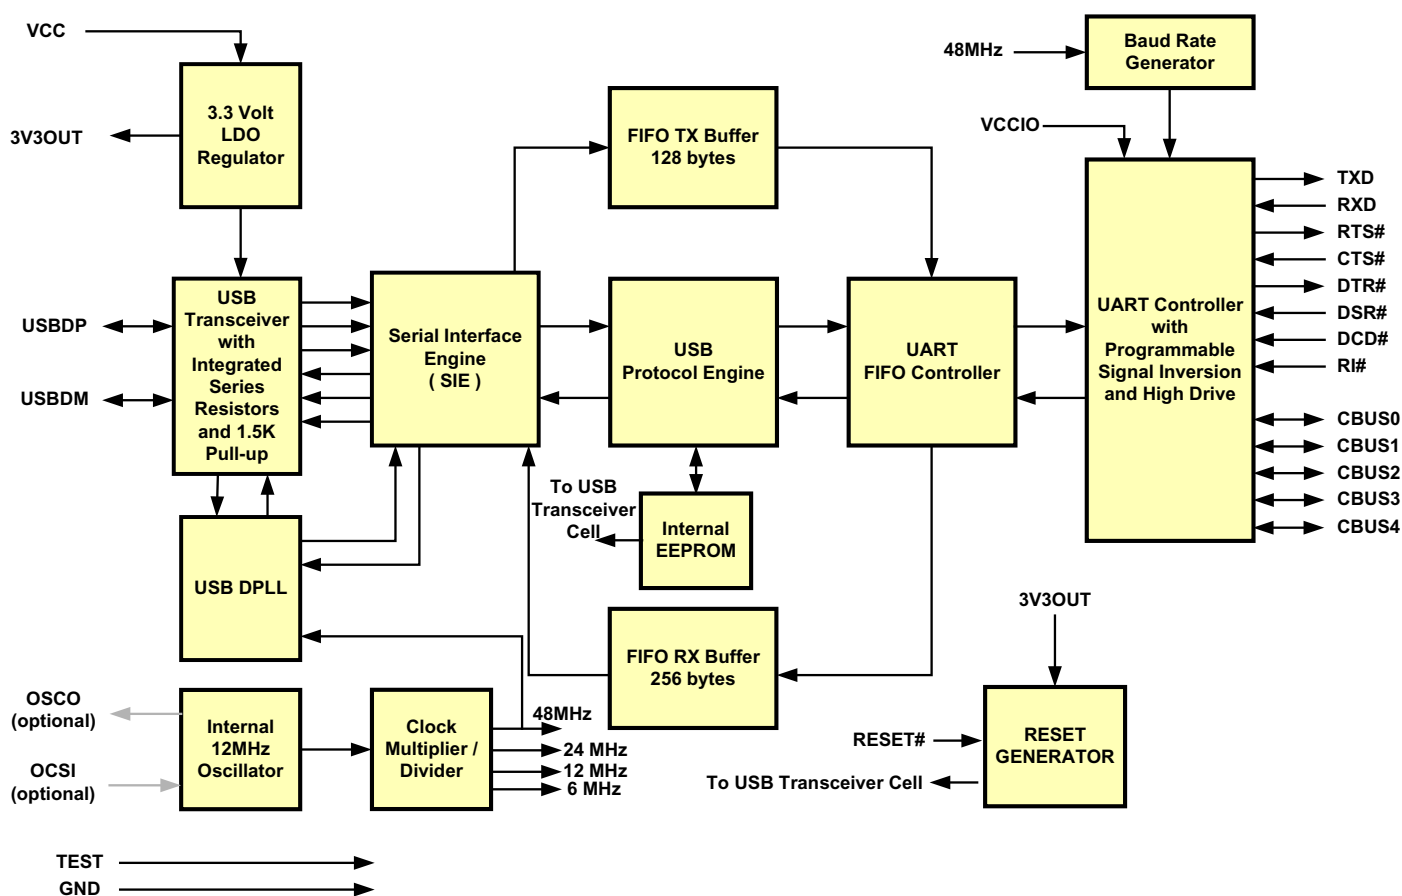 VCC
3.3 Volt
LDO
Regulator
3V3OUT
FIFO TX Buffer
128 bytes
48MHz
Baud Rate
Generator
VCCIO
USB
Transceiver
with
Integrated
Series
Resistors
and 1.5K
Pull-up
USBDP
USBDM
Serial Interface
Engine
( SIE )
USB
Protocol Engine
UART
FIFO Controller
UART Controller
with
Programmable
Signal Inversion
and High Drive
TXD
RXD
RTS#
CTS#
DTR#
DSR#
DCD#
RI#
CBUS0
CBUS1
CBUS2
CBUS3
CBUS4
To USB
Transceiver
Cell
Internal
EEPROM
USB DPLL
FIFO RX Buffer
256 bytes
3V3OUT
OSCO
(optional)
OCSI
(optional)
Internal
12MHz
Oscillator
Clock
Multiplier /
Divider
48MHz
24 MHz
12 MHz
6 MHz
RESET#
To USB Transceiver Cell
RESET
GENERATOR
TEST
GND